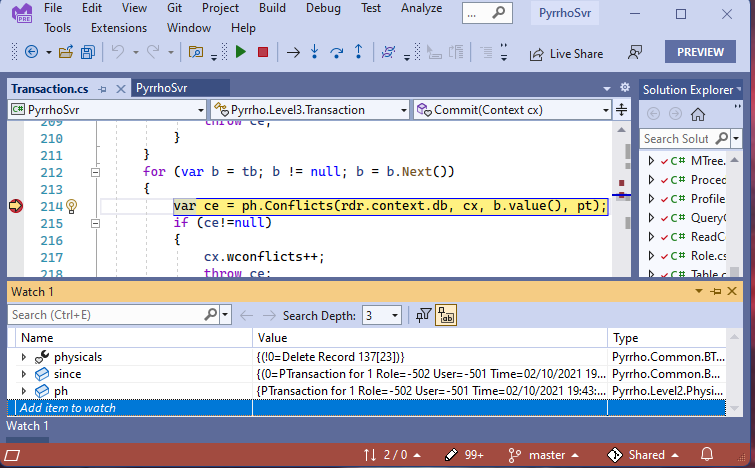 File Edit View Git Project Build Debug Test Analyze
Tools Extensions Window Help
...
PyrrhoSvr
Live Share
PREVIEW
Transaction.cs
PyrrhoSvr
C# PyrrhoSvr
Pyrrho.Level3.Transaction
Commit(Context cx)
209 throw ce;
210 }
211 }
212 for (var b = tb; b != null; b = b.Next())
213 {
214 var ce = ph.Conflicts(rdr.context.db, cx, b.value(), pt);
215 if (ce!=null)
216 {
217 cx.wconflicts++;
218 throw ce;
Solution Explorer
Search Solut
C# MTree.
C# Proced
C# Profile
C# QueryC
C# ReadC
C# Role.cs
C# Table.c
Watch 1
Search (Ctrl+E)
Search Depth: 3
Name Value Type
physicals {(!0=Delete Record 137[23])} Pyrrho.Common.BT...
since {(0=PTransaction for 1 Role=-502 User=-501 Time=02/10/2021 19... Pyrrho.Common.B...
ph {PTransaction for 1 Role=-502 User=-501 Time=02/10/2021 19:43:... Pyrrho.Level2.Physi...
Add item to watch
Watch 1
2 / 0 99+ master Shared